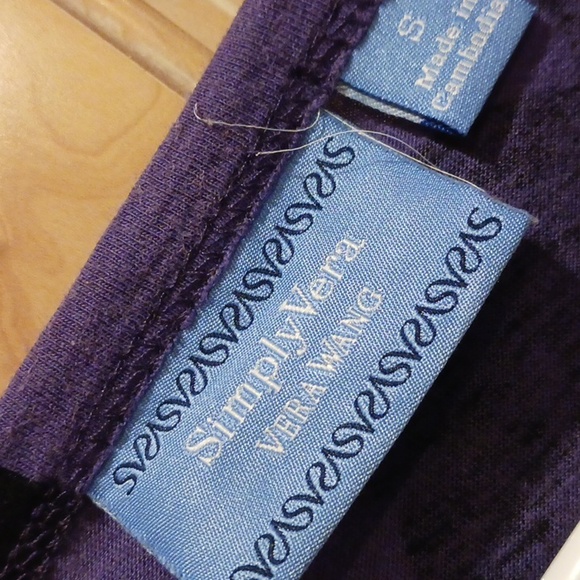 S
Made in
Cambodia
Simply Vera
VERA WANG